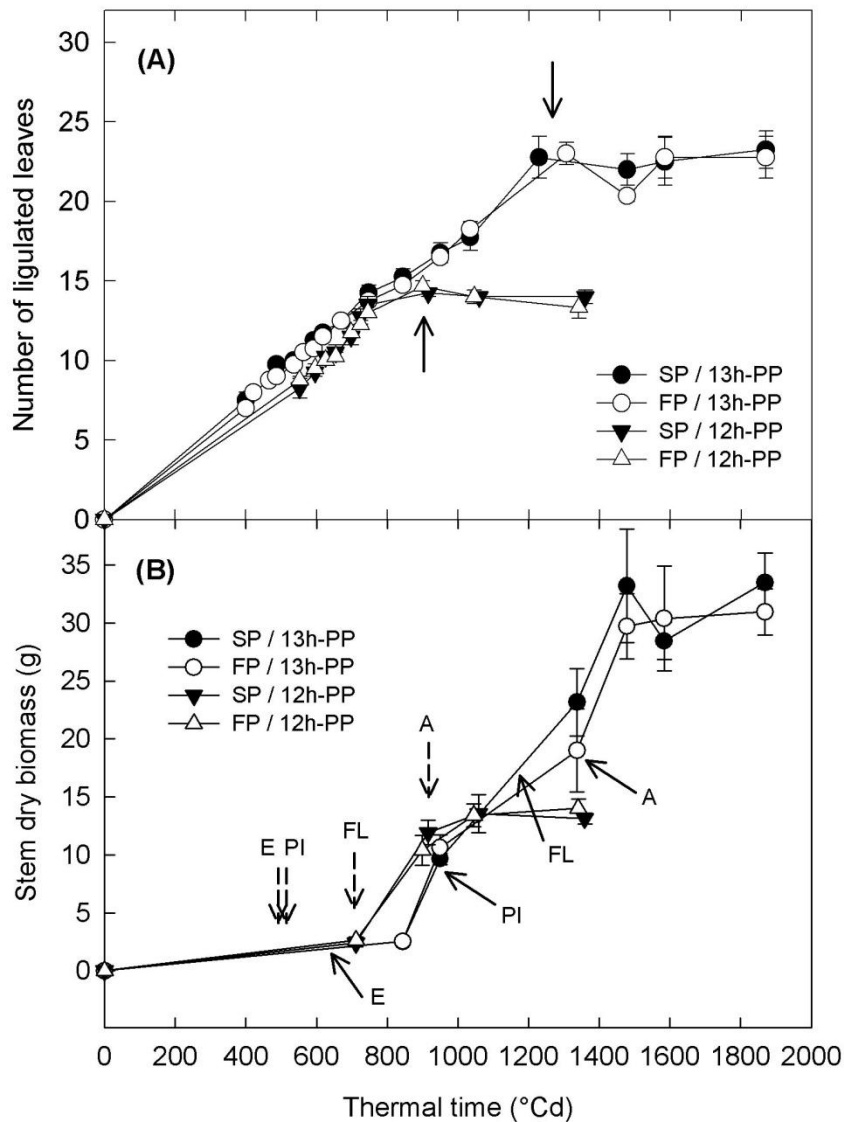 (A)
30
25
20
15
10
5
0
Number of ligulated leaves
SP / 13h-PP
FP / 13h-PP
SP / 12h-PP
FP / 12h-PP
(B)
35
30
25
20
15
10
5
0
Stem dry biomass (g)
SP / 13h-PP
FP / 13h-PP
SP / 12h-PP
FP / 12h-PP
A
E PI
FL
A
FL
PI
E
0 200 400 600 800 1000 1200 1400 1600 1800 2000
Thermal time (°Cd)